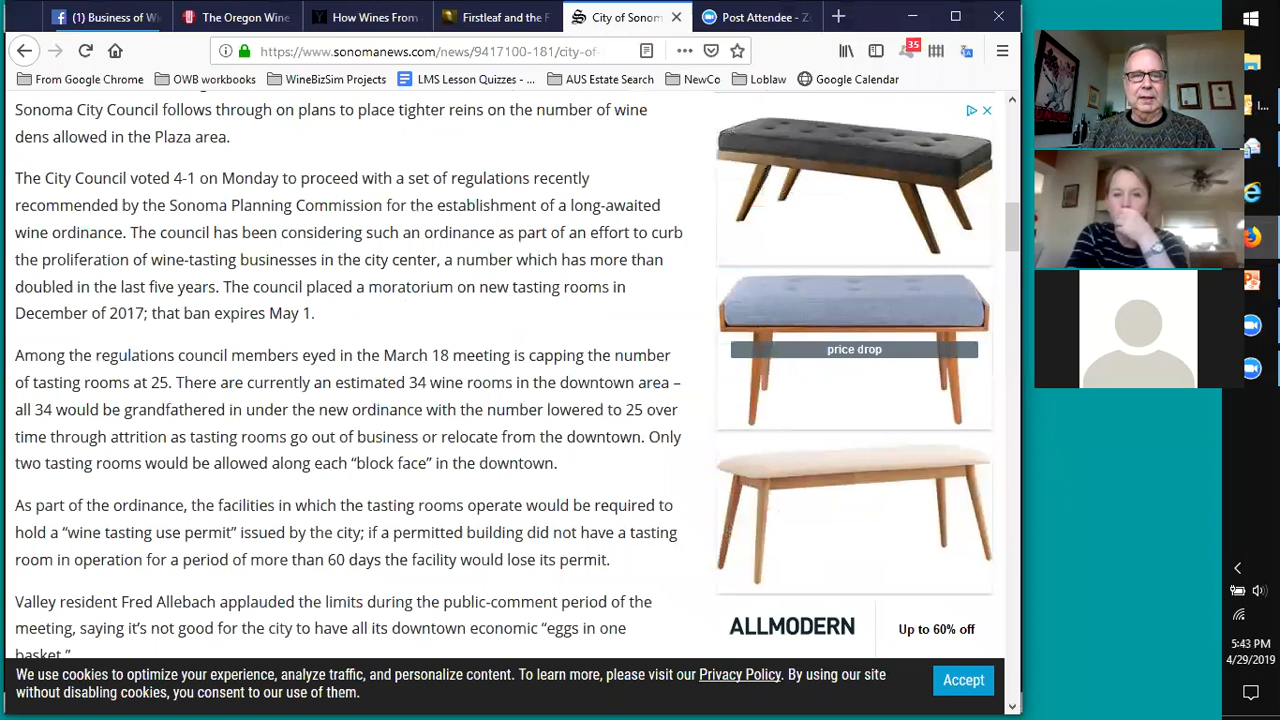 (1) Business of W
The Oregon Wine
How Wines From
Firstleaf and the F
City of Sonom
Post Attendee - Zo
https://www.sonomanews.com/news/9417100-181/city-of-
35
From Google Chrome
OWB workbooks
WineBizSim Projects
LMS Lesson Quizzes - ...
AUS Estate Search
NewCo
Loblaw
Google Calendar
Sonoma City Council follows through on plans to place tighter reins on the number of wine
dens allowed in the Plaza area.
The City Council voted 4-1 on Monday to proceed with a set of regulations recently
recommended by the Sonoma Planning Commission for the establishment of a long-awaited
wine ordinance. The council has been considering such an ordinance as part of an effort to curb
the proliferation of wine-tasting businesses in the city center, a number which has more than
doubled in the last five years. The council placed a moratorium on new tasting rooms in
December of 2017; that ban expires May 1.
Among the regulations council members eyed in the March 18 meeting is capping the number
of tasting rooms at 25. There are currently an estimated 34 wine rooms in the downtown area –
all 34 would be grandfathered in under the new ordinance with the number lowered to 25 over
time through attrition as tasting rooms go out of business or relocate from the downtown. Only
two tasting rooms would be allowed along each “block face” in the downtown.
As part of the ordinance, the facilities in which the tasting rooms operate would be required to
hold a “wine tasting use permit” issued by the city; if a permitted building did not have a tasting
room in operation for a period of more than 60 days the facility would lose its permit.
Valley resident Fred Allebach applauded the limits during the public-comment period of the
meeting, saying it’s not good for the city to have all its downtown economic “eggs in one
basket.”
price drop
ALLMODERN
Up to 60% off
We use cookies to optimize your experience, analyze traffic, and personalize content. To learn more, please visit our Privacy Policy. By using our site
without disabling cookies, you consent to our use of them.
Accept
5:43 PM
4/29/2019